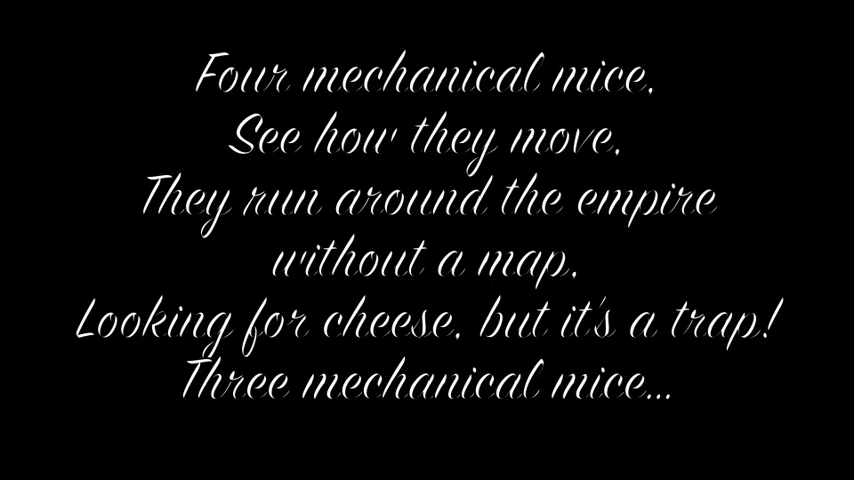 Four mechanical mice,
See how they move,
They run around the empire
without a map,
Looking for cheese, but it's a trap!
Three mechanical mice...